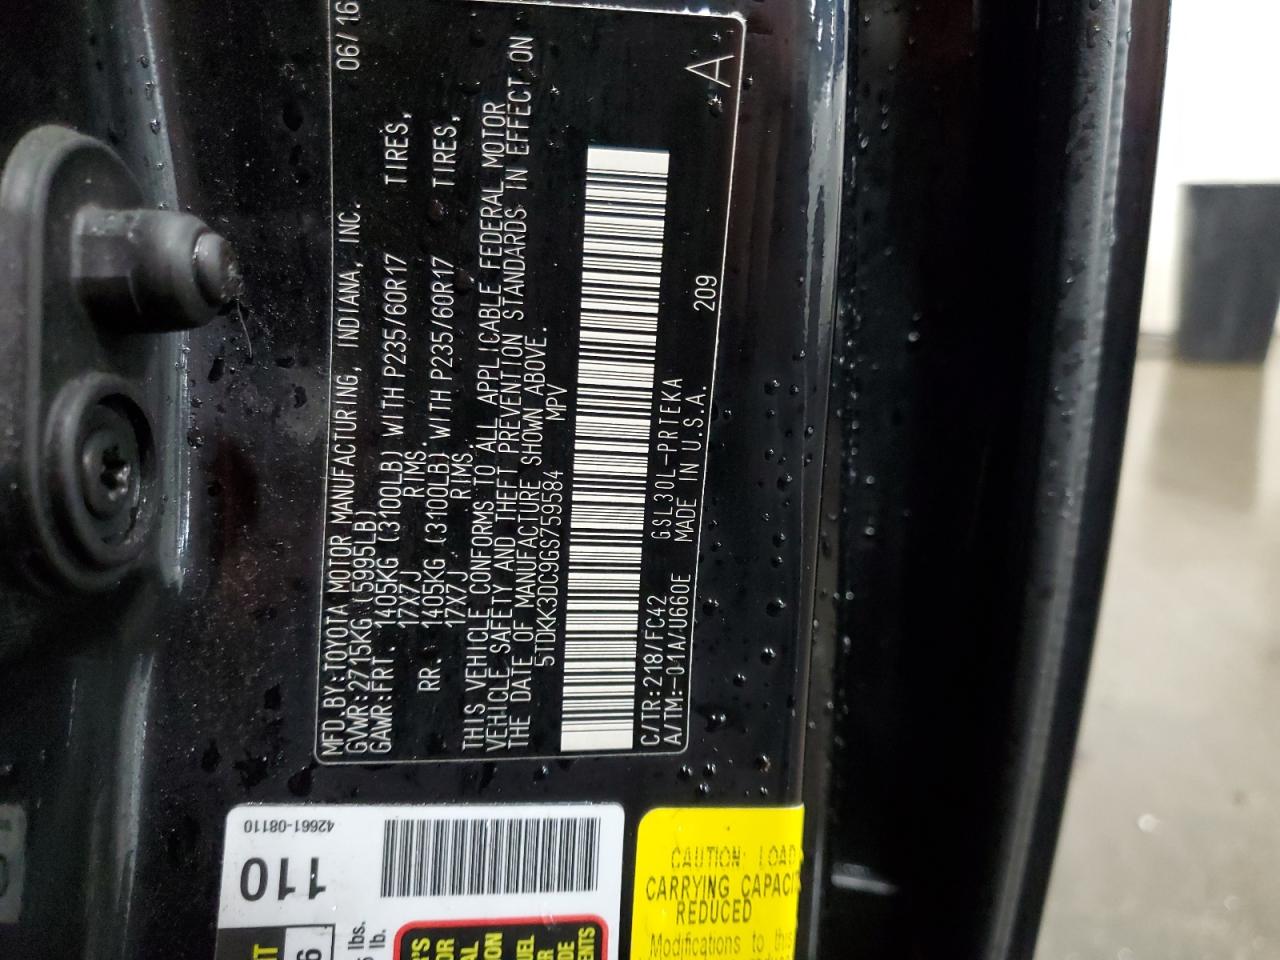 MFD BY:TOYOTA MOTOR MANUFACTURING, INDIANA, INC. 06/16
GVWR:2715KG (5995LB)
GAWR:FRT. 1405KG (3100LB) WITH P235/60R17 TIRES,
17X7J RIMS.
RR. 1405KG (3100LB) WITH P235/60R17 TIRES,
17X7J RIMS.
THIS VEHICLE CONFORMS TO ALL APPLICABLE FEDERAL MOTOR
VEHICLE SAFETY AND THEFT PREVENTION STANDARDS IN EFFECT ON
THE DATE OF MANUFACTURE SHOWN ABOVE.
5TDKK3DC9GS759584 MPV
C/TR:218/FC42 GSL30L-PRTEKA
A/TM:-01A/U660E MADE IN U.S.A. 209
A
42661-08110
110
lbs.
lb.
CAUTION: LOAD
CARRYING CAPACIT
REDUCED
Modifications to this